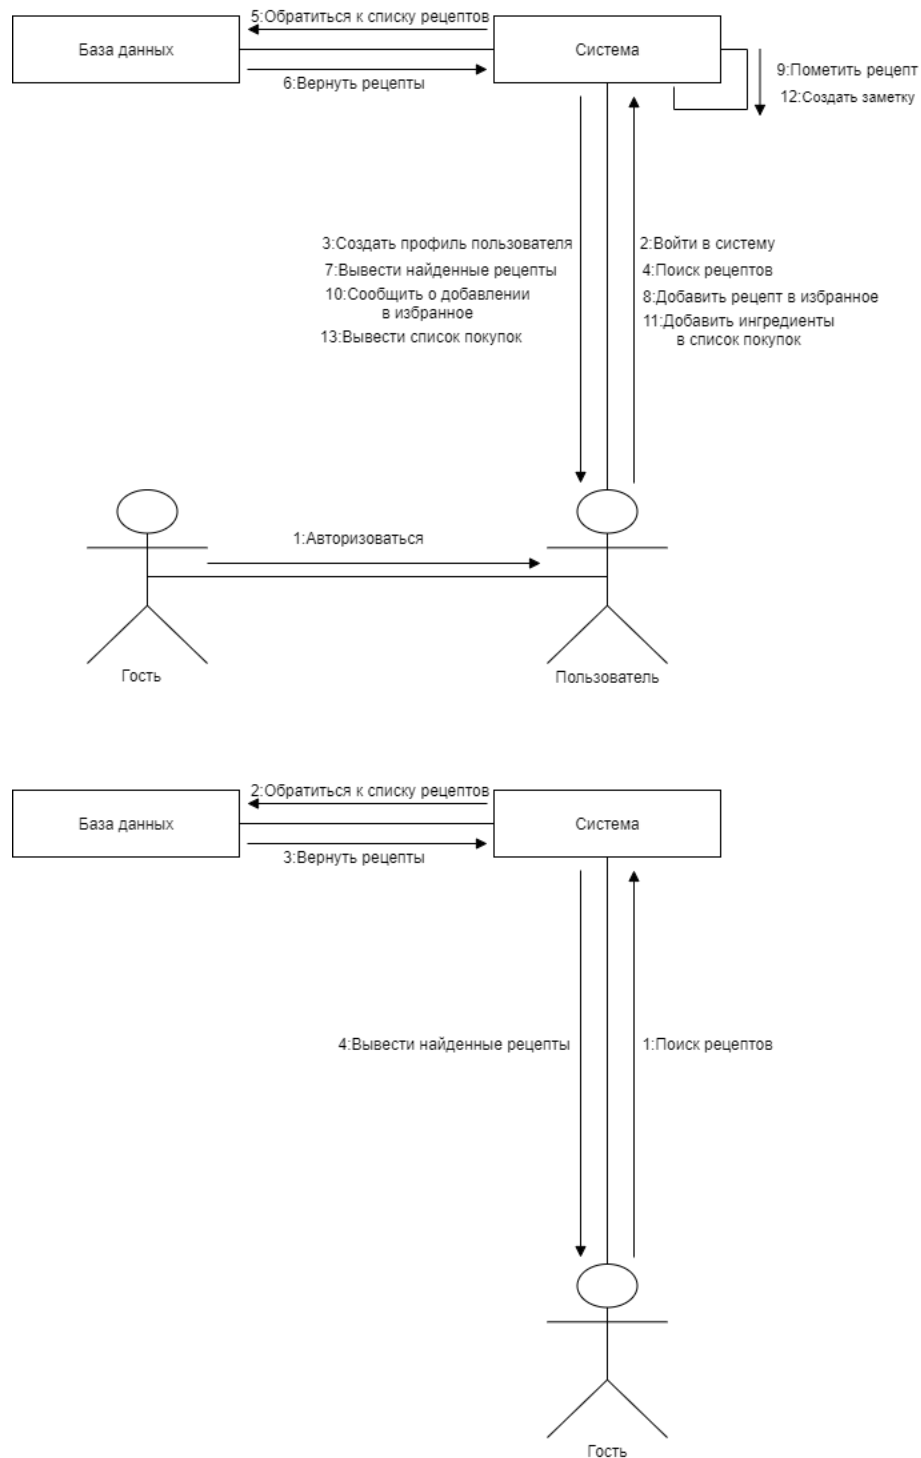 5:Обратиться к списку рецептов
База данных
Система
6:Вернуть рецепты
9:Пометить рецепт
12:Создать заметку
3:Создать профиль пользователя
7:Вывести найденные рецепты
10:Сообщить о добавлении
в избранное
13:Вывести список покупок
2:Войти в систему
4:Поиск рецептов
8:Добавить рецепт в избранное
11:Добавить ингредиенты
в список покупок
1:Авторизоваться
Гость
Пользователь
2:Обратиться к списку рецептов
База данных
Система
3:Вернуть рецепты
4:Вывести найденные рецепты
1:Поиск рецептов
Гость